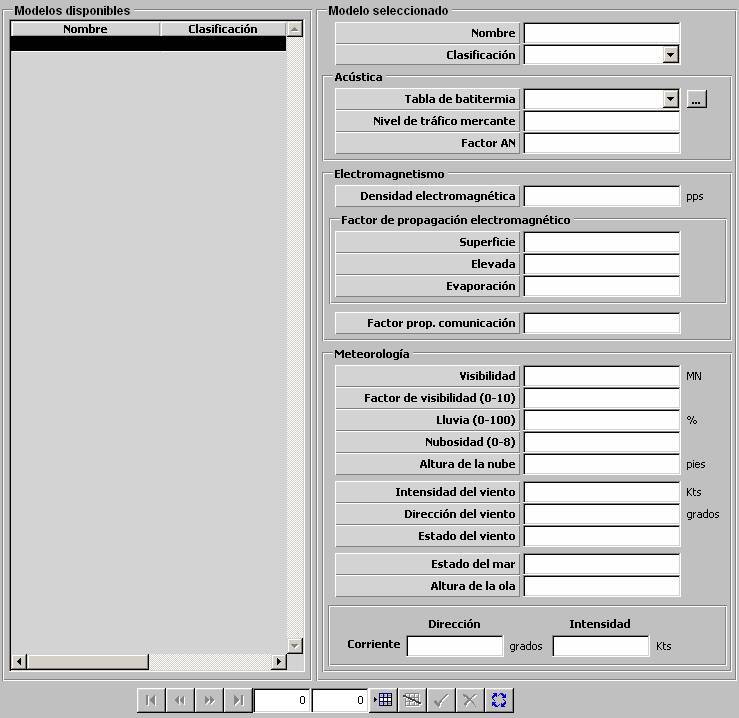 Modelos disponibles
Nombre Clasificación
Modelo seleccionado
Nombre
Clasificación
Acústica
Tabla de batitermia ...
Nivel de tráfico mercante
Factor AN
Electromagnetismo
Densidad electromagnética pps
Factor de propagación electromagnético
Superficie
Elevada
Evaporación
Factor prop. comunicación
Meteorología
Visibilidad MN
Factor de visibilidad (0-10)
Lluvia (0-100) %
Nubosidad (0-8)
Altura de la nube pies
Intensidad del viento Kts
Dirección del viento grados
Estado del viento
Estado del mar
Altura de la ola
Dirección Intensidad
Corriente grados Kts
0 0